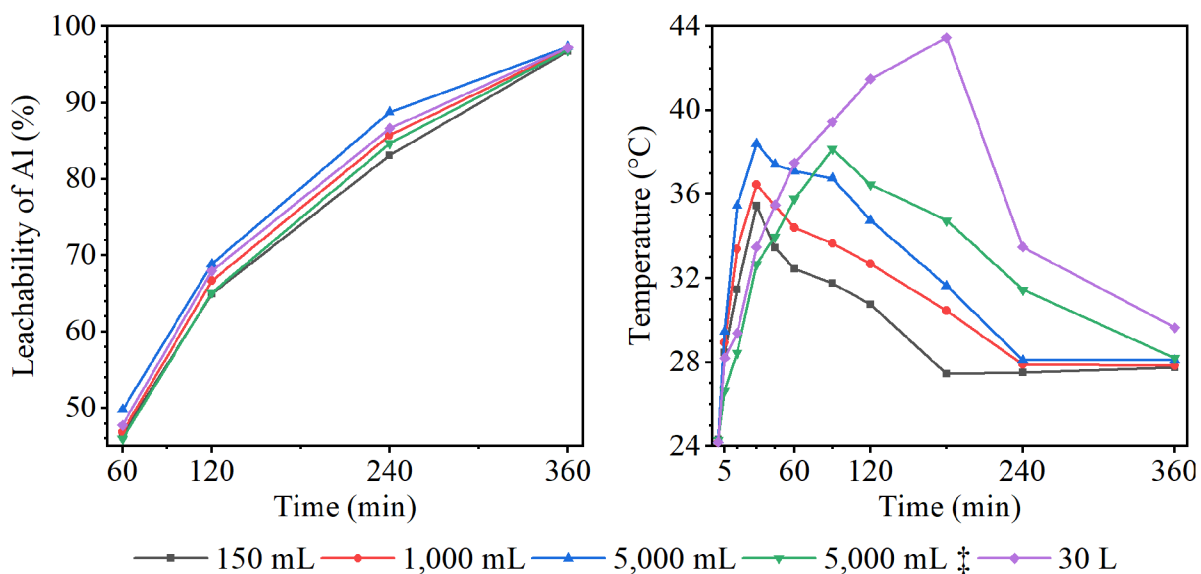 100
90
80
70
60
50
Leachability of Al (%)
60 120 240 360
Time (min)
44
40
36
32
28
24
Temperature (°C)
5 60 120 240 360
Time (min)
150 mL 1,000 mL 5,000 mL 5,000 mL ‡ 30 L